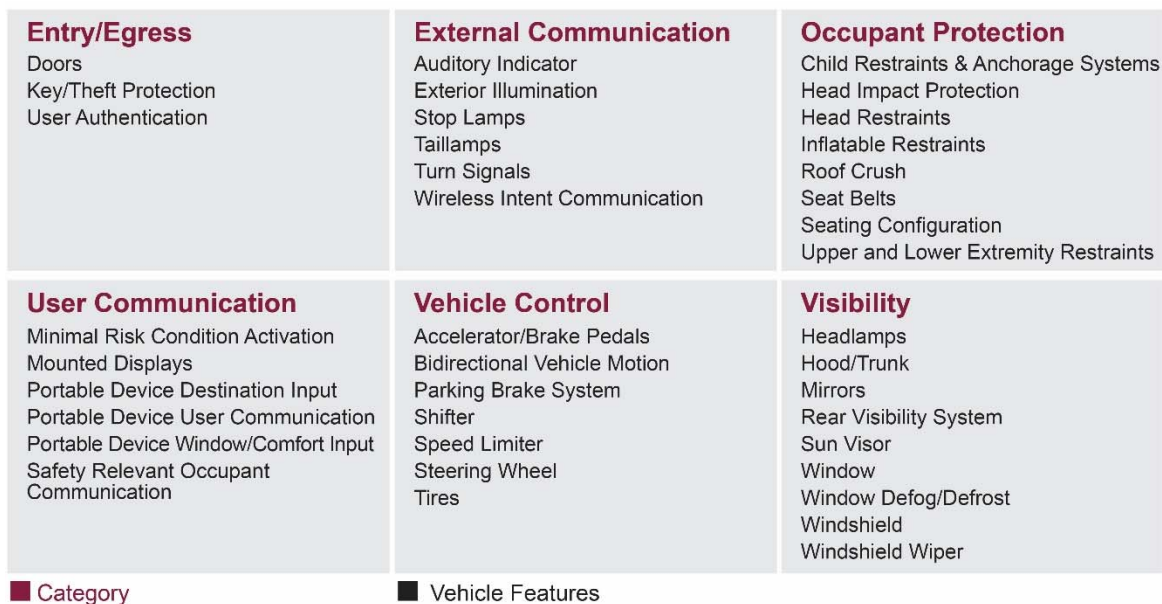 Entry/Egress
Doors
Key/Theft Protection
User Authentication
External Communication
Auditory Indicator
Exterior Illumination
Stop Lamps
Taillamps
Turn Signals
Wireless Intent Communication
Occupant Protection
Child Restraints & Anchorage Systems
Head Impact Protection
Head Restraints
Inflatable Restraints
Roof Crush
Seat Belts
Seating Configuration
Upper and Lower Extremity Restraints
User Communication
Minimal Risk Condition Activation
Mounted Displays
Portable Device Destination Input
Portable Device User Communication
Portable Device Window/Comfort Input
Safety Relevant Occupant
Communication
Vehicle Control
Accelerator/Brake Pedals
Bidirectional Vehicle Motion
Parking Brake System
Shifter
Speed Limiter
Steering Wheel
Tires
Visibility
Headlamps
Hood/Trunk
Mirrors
Rear Visibility System
Sun Visor
Window
Window Defog/Defrost
Windshield
Windshield Wiper
Category
Vehicle Features